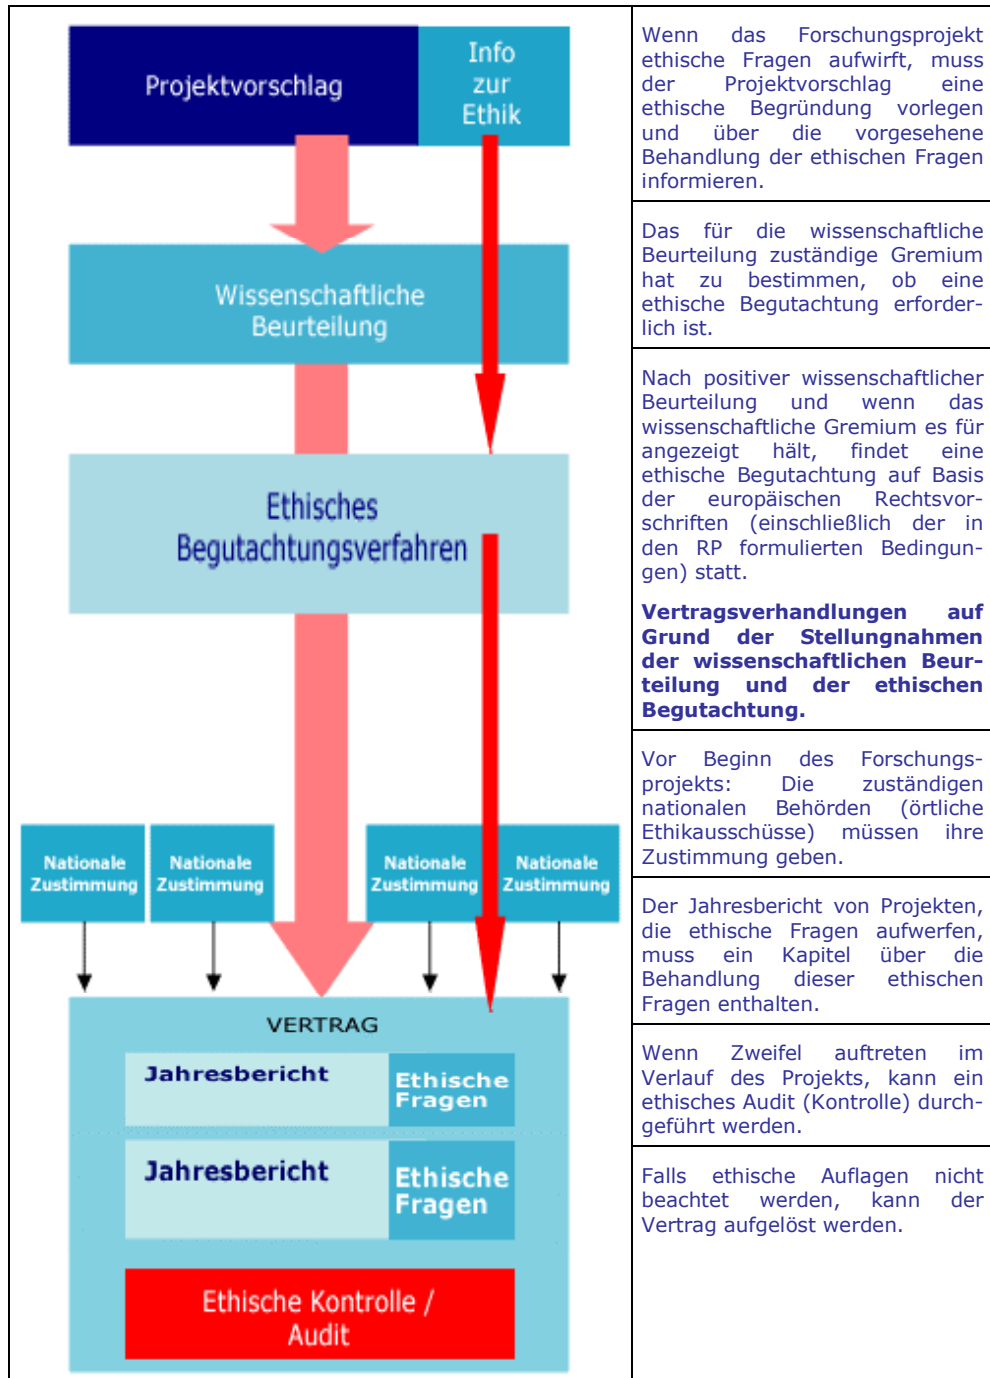 Projektvorschlag
Info
zur
Ethik
Wissenschaftliche
Beurteilung
Ethisches
Begutachtungsverfahren
Nationale
Zustimmung
Nationale
Zustimmung
Nationale
Zustimmung
Nationale
Zustimmung
VERTRAG
Jahresbericht
Ethische
Fragen
Jahresbericht
Ethische
Fragen
Ethische Kontrolle /
Audit
Wenn das Forschungsprojekt
ethische Fragen aufwirft, muss
der Projektvorschlag eine
ethische Begründung vorlegen
und über die vorgesehene
Behandlung der ethischen Fragen
informieren.
Das für die wissenschaftliche
Beurteilung zuständige Gremium
hat zu bestimmen, ob eine
ethische Begutachtung erforder-
lich ist.
Nach positiver wissenschaftlicher
Beurteilung und wenn das
wissenschaftliche Gremium es für
angezeigt hält, findet eine
ethische Begutachtung auf Basis
der europäischen Rechtsvor-
schriften (einschließlich der in
den RP formulierten Bedingun-
gen) statt.
Vertragsverhandlungen auf
Grund der Stellungnahmen
der wissenschaftlichen Beur-
teilung und der ethischen
Begutachtung.
Vor Beginn des Forschungs-
projekts: Die zuständigen
nationalen Behörden (örtliche
Ethikausschüsse) müssen ihre
Zustimmung geben.
Der Jahresbericht von Projekten,
die ethische Fragen aufwerfen,
muss ein Kapitel über die
Behandlung dieser ethischen
Fragen enthalten.
Wenn Zweifel auftreten im
Verlauf des Projekts, kann ein
ethisches Audit (Kontrolle) durch-
geführt werden.
Falls ethische Auflagen nicht
beachtet werden, kann der
Vertrag aufgelöst werden.